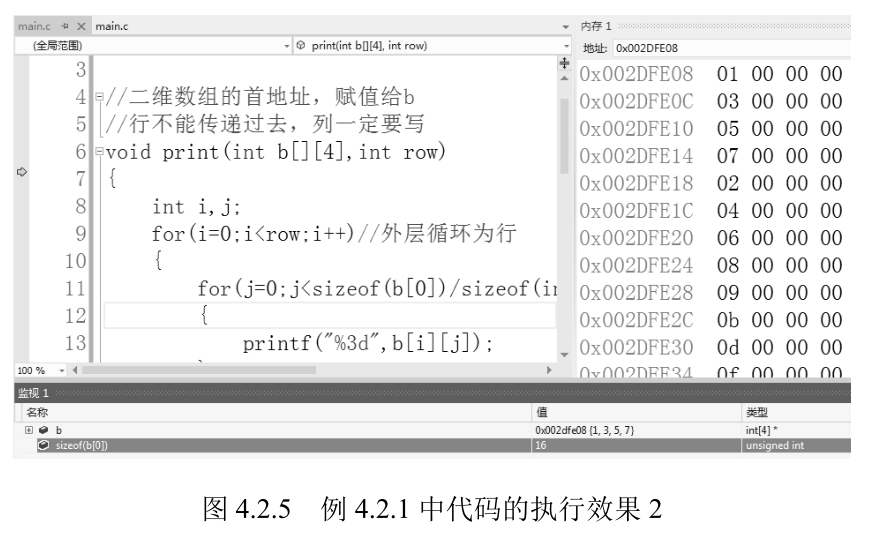 main.c main.c
(全局范围) print(int b[][4], int row)
3
4 //二维数组的首地址，赋值给b
5 //行不能传递过去，列一定要写
6 void print(int b[][4],int row)
7 {
8 int i,j;
9 for(i=0;i<row;i++)//外层循环为行
10 {
11 for(j=0;j<sizeof(b[0])/sizeof(in
12 {
13 printf("%3d",b[i][j]);
100 %
内存 1
地址: 0x002DFE08
0x002DFE08 01 00 00 00
0x002DFE0C 03 00 00 00
0x002DFE10 05 00 00 00
0x002DFE14 07 00 00 00
0x002DFE18 02 00 00 00
0x002DFE1C 04 00 00 00
0x002DFE20 06 00 00 00
0x002DFE24 08 00 00 00
0x002DFE28 09 00 00 00
0x002DFE2C 0b 00 00 00
0x002DFE30 0d 00 00 00
0x002DFE34 0f 00 00 00
监视 1
名称 值 类型
b 0x002dfe08 {1, 3, 5, 7} int[4] *
sizeof(b[0]) 16 unsigned int
图 4.2.5 例 4.2.1 中代码的执行效果 2